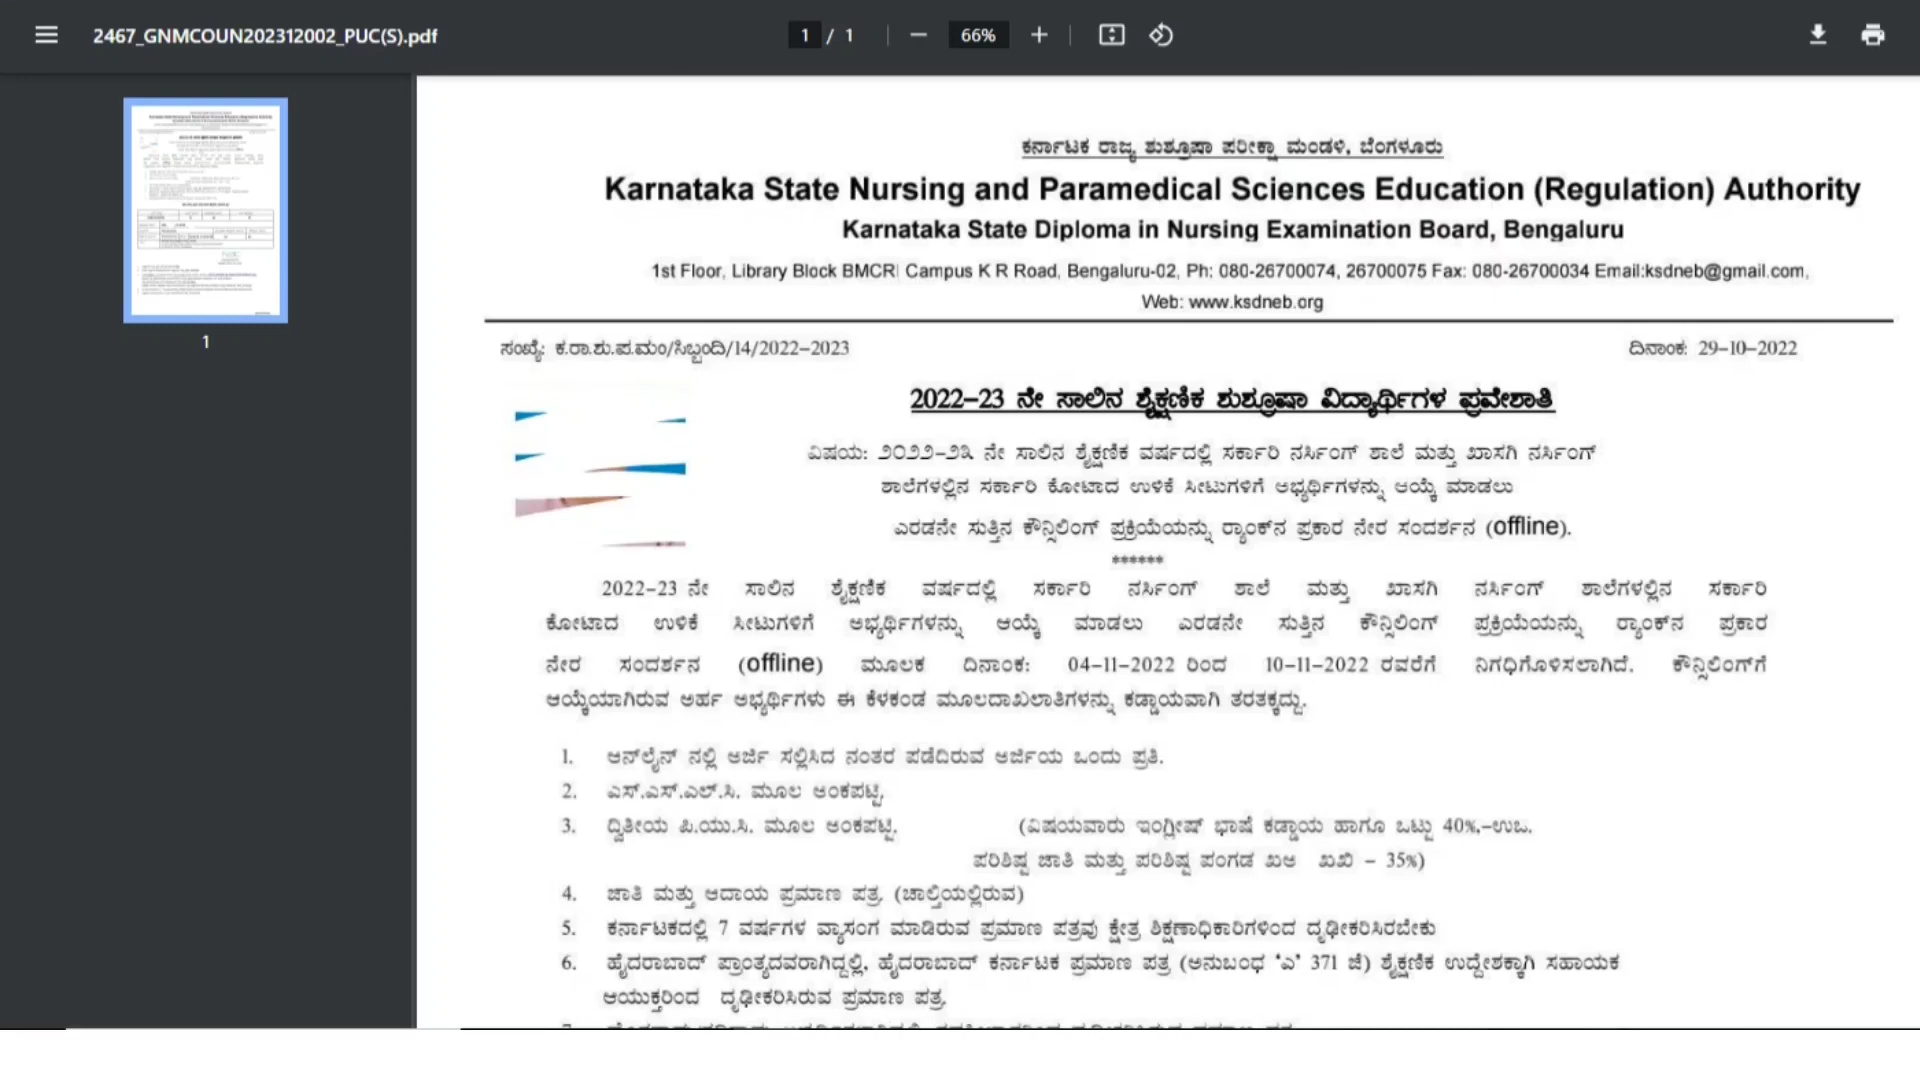 2467_GNMCOUN202312002_PUC(S).pdf
1 / 1
66%
1
ಕರ್ನಾಟಕ ರಾಜ್ಯ ಶುಶ್ರೂಷಾ ಪರೀಕ್ಷಾ ಮಂಡಳಿ, ಬೆಂಗಳೂರು
Karnataka State Nursing and Paramedical Sciences Education (Regulation) Authority
Karnataka State Diploma in Nursing Examination Board, Bengaluru
1st Floor, Library Block BMCRI Campus K R Road, Bengaluru-02, Ph: 080-26700074, 26700075 Fax: 080-26700034 Email:ksdneb@gmail.com,
Web: www.ksdneb.org
ಸಂಖ್ಯೆ: ಕ.ರಾ.ಶು.ಪ.ಮಂ/ಸಿಬ್ಬಂದಿ/14/2022-2023 ದಿನಾಂಕ: 29-10-2022
2022-23 ನೇ ಸಾಲಿನ ಶೈಕ್ಷಣಿಕ ಶುಶ್ರೂಷಾ ವಿದ್ಯಾರ್ಥಿಗಳ ಪ್ರವೇಶಾತಿ
ವಿಷಯ: ೨೦೨೨-೨೩ ನೇ ಸಾಲಿನ ಶೈಕ್ಷಣಿಕ ವರ್ಷದಲ್ಲಿ ಸರ್ಕಾರಿ ನರ್ಸಿಂಗ್ ಶಾಲೆ ಮತ್ತು ಖಾಸಗಿ ನರ್ಸಿಂಗ್
ಶಾಲೆಗಳಲ್ಲಿನ ಸರ್ಕಾರಿ ಕೋಟಾದ ಉಳಿಕೆ ಸೀಟುಗಳಿಗೆ ಅಭ್ಯರ್ಥಿಗಳನ್ನು ಆಯ್ಕೆ ಮಾಡಲು
ಎರಡನೇ ಸುತ್ತಿನ ಕೌನ್ಸಿಲಿಂಗ್ ಪ್ರಕ್ರಿಯೆಯನ್ನು ರ‍್ಯಾಂಕ್‌ನ ಪ್ರಕಾರ ನೇರ ಸಂದರ್ಶನ (offline).
******
2022-23 ನೇ ಸಾಲಿನ ಶೈಕ್ಷಣಿಕ ವರ್ಷದಲ್ಲಿ ಸರ್ಕಾರಿ ನರ್ಸಿಂಗ್ ಶಾಲೆ ಮತ್ತು ಖಾಸಗಿ ನರ್ಸಿಂಗ್ ಶಾಲೆಗಳಲ್ಲಿನ ಸರ್ಕಾರಿ
ಕೋಟಾದ ಉಳಿಕೆ ಸೀಟುಗಳಿಗೆ ಅಭ್ಯರ್ಥಿಗಳನ್ನು ಆಯ್ಕೆ ಮಾಡಲು ಎರಡನೇ ಸುತ್ತಿನ ಕೌನ್ಸಿಲಿಂಗ್ ಪ್ರಕ್ರಿಯೆಯನ್ನು ರ‍್ಯಾಂಕ್‌ನ ಪ್ರಕಾರ
ನೇರ ಸಂದರ್ಶನ (offline) ಮೂಲಕ ದಿನಾಂಕ: 04-11-2022 ರಿಂದ 10-11-2022 ರವರೆಗೆ ನಿಗಧಿಗೊಳಿಸಲಾಗಿದೆ. ಕೌನ್ಸಿಲಿಂಗ್‌ಗೆ
ಆಯ್ಕೆಯಾಗಿರುವ ಅರ್ಹ ಅಭ್ಯರ್ಥಿಗಳು ಈ ಕೆಳಕಂಡ ಮೂಲದಾಖಲಾತಿಗಳನ್ನು ಕಡ್ಡಾಯವಾಗಿ ತರತಕ್ಕದ್ದು.
1. ಆನ್‌ಲೈನ್ ನಲ್ಲಿ ಅರ್ಜಿ ಸಲ್ಲಿಸಿದ ನಂತರ ಪಡೆದಿರುವ ಅರ್ಜಿಯ ಒಂದು ಪ್ರತಿ.
2. ಎಸ್.ಎಸ್.ಎಲ್.ಸಿ. ಮೂಲ ಅಂಕಪಟ್ಟಿ.
3. ದ್ವಿತೀಯ ಪಿ.ಯು.ಸಿ. ಮೂಲ ಅಂಕಪಟ್ಟಿ. (ವಿಷಯವಾರು ಇಂಗ್ಲೀಷ್ ಭಾಷೆ ಕಡ್ಡಾಯ ಹಾಗೂ ಒಟ್ಟು 40%,-ಉಒ.
ಪರಿಶಿಷ್ಟ ಜಾತಿ ಮತ್ತು ಪರಿಶಿಷ್ಟ ಪಂಗಡ ಖಅ ಖಖಿ - 35%)
4. ಜಾತಿ ಮತ್ತು ಆದಾಯ ಪ್ರಮಾಣ ಪತ್ರ. (ಚಾಲ್ತಿಯಲ್ಲಿರುವ)
5. ಕರ್ನಾಟಕದಲ್ಲಿ 7 ವರ್ಷಗಳ ವ್ಯಾಸಂಗ ಮಾಡಿರುವ ಪ್ರಮಾಣ ಪತ್ರವು ಕ್ಷೇತ್ರ ಶಿಕ್ಷಣಾಧಿಕಾರಿಗಳಿಂದ ದೃಢೀಕರಿಸಿರಬೇಕು
6. ಹೈದರಾಬಾದ್ ಪ್ರಾಂತ್ಯದವರಾಗಿದ್ದಲ್ಲಿ, ಹೈದರಾಬಾದ್ ಕರ್ನಾಟಕ ಪ್ರಮಾಣ ಪತ್ರ (ಅನುಬಂಧ 'ಎ' 371 ಜೆ) ಶೈಕ್ಷಣಿಕ ಉದ್ದೇಶಕ್ಕಾಗಿ ಸಹಾಯಕ
ಆಯುಕ್ತರಿಂದ ದೃಢೀಕರಿಸಿರುವ ಪ್ರಮಾಣ ಪತ್ರ.